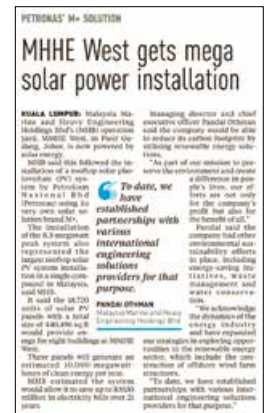 PETRONAS' M+ SOLUTION
MHHE West gets mega
solar power installation
KUALA LUMPUR: Malaysia Ma-
rine and Heavy Engineering
Holdings Bhd's (MHB) operation
yard, MMHE West, in Pasir Gu-
dang, Johor, is now powered by
solar energy.
MHB said this followed the in-
stallation of a rooftop solar pho-
tovoltaic (PV) sys-
tem by Petroliam
Nasional Bhd
(Petronas) using its
very own solar so-
lution brand M+.
The installation
of the 8.3-megawatt
peak system also
represented the
largest rooftop solar
PV system installa-
tion in a single com-
pound in Malaysia,
said MHB.
It said the 18,720
units of solar PV
panels with a total
size of
would provide
ings for eight buildings at MMHE
West.
These panels will generate an
estimated 10,000 megawatt-
hours of clean energy per year.
MHB estimated the system
would allow it to save up to
million in electricity bills over 21
years.
To date, we
have
established
partnerships with
various
international
engineering
solutions
providers for that
purpose.
PANDAI OTHMAN
Malaysia Marine and Heavy
Engineering Holdings Bhd
Managing director and chief
executive officer Pandai Othman
said the company would be able
to reduce its carbon footprint by
utilising renewable energy solu-
tions.
"As part of our mission to pre-
serve the environment and create
a difference in peo-
ple's lives, our ef-
forts are not only
for the company's
profit but also for
the benefit of all."
Pandai said the
company had other
environmental sus-
tainability efforts
in place, including
energy-saving ini-
tiatives, waste
management and
water conserva-
tion.
"We acknowledge
the dynamics of the
energy industry
and have expanded
our strategies in exploring oppor-
tunities in the renewable energy
sector, which include the con-
struction of offshore wind farm
structures.
"To date, we have established
partnerships with various inter-
national engineering solutions
providers for that purpose."